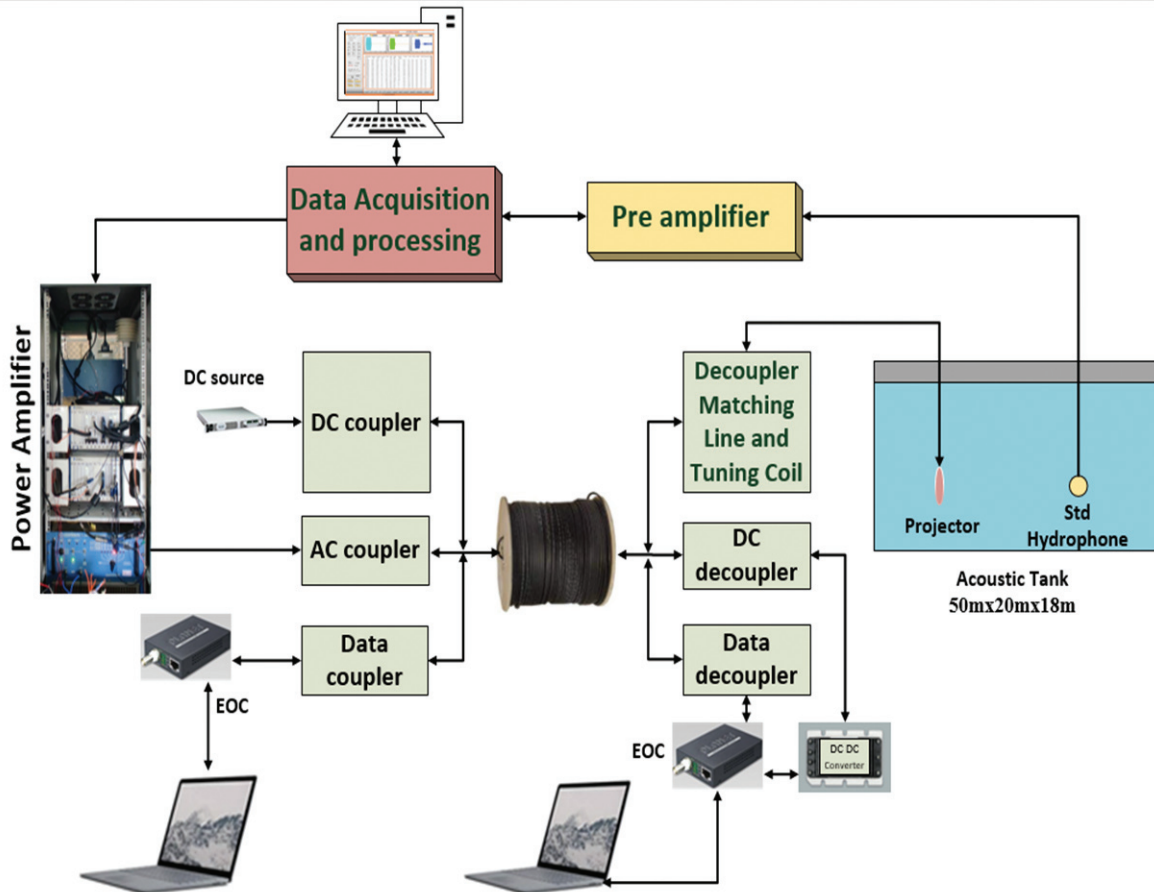 Data Acquisition
and processing
Pre amplifier
Power Amplifier
DC source
DC coupler
Decoupler
Matching
Line and
Tuning Coil
AC coupler
DC
decoupler
Projector
Std
Hydrophone
Acoustic Tank
50mx20mx18m
Data
coupler
Data
decoupler
EOC
EOC
DC DC
Converter